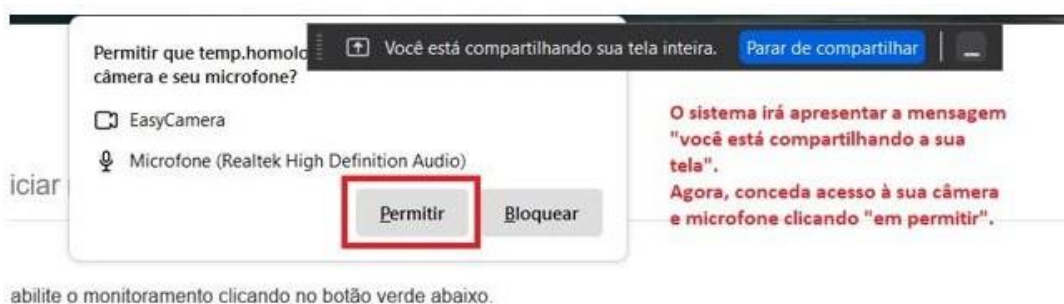 Permitir que temp.homolo
câmera e seu microfone?
Você está compartilhando sua tela inteira. Parar de compartilhar
EasyCamera
Microfone (Realtek High Definition Audio)
Permitir Bloquear
O sistema irá apresentar a mensagem
"você está compartilhando a sua
tela".
Agora, conceda acesso à sua câmera
e microfone clicando "em permitir".
iciar
abilite o monitoramento clicando no botão verde abaixo.